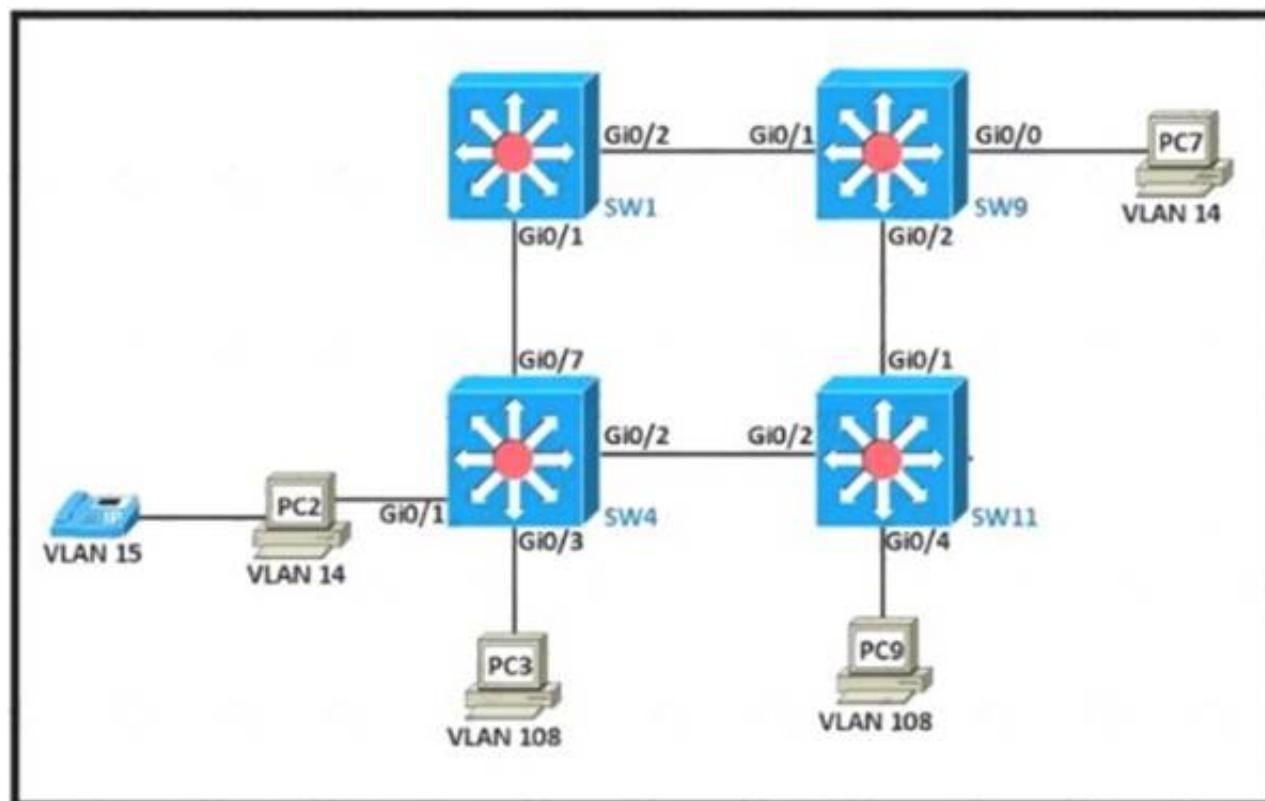 Gi0/2
Gi0/1
Gi0/0
PC7
SW1
SW9
VLAN 14
Gi0/1
Gi0/2
Gi0/7
Gi0/1
Gi0/2
Gi0/2
PC2
Gi0/1
SW4
SW11
VLAN 15
VLAN 14
Gi0/3
Gi0/4
PC3
PC9
VLAN 108
VLAN 108